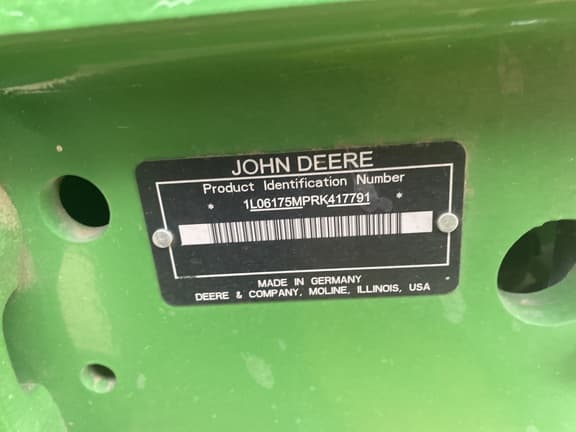 JOHN DEERE
Product Identification Number
* 1L06175MPRK417791 *
MADE IN GERMANY
DEERE & COMPANY, MOLINE, ILLINOIS, USA